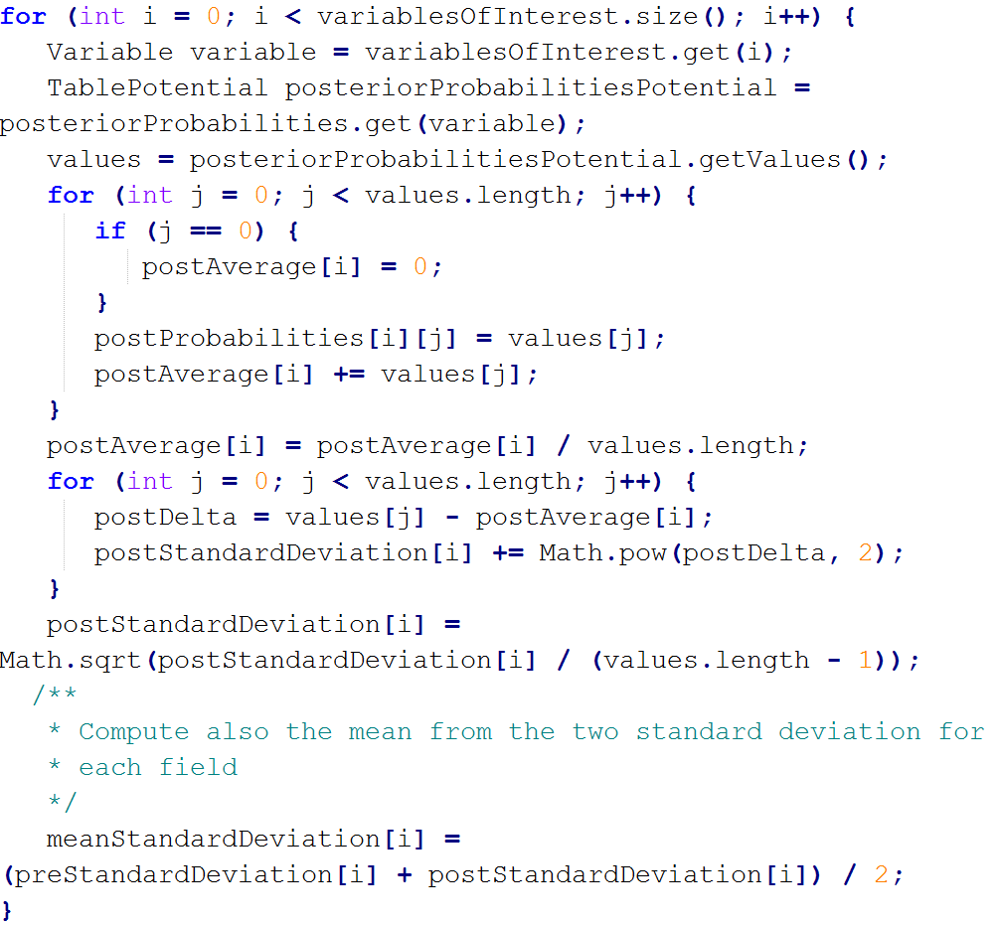 for (int i = 0; i < variablesOfInterest.size(); i++) {
   Variable variable = variablesOfInterest.get(i);
   TablePotential posteriorProbabilitiesPotential =
posteriorProbabilities.get(variable);
   values = posteriorProbabilitiesPotential.getValues();
   for (int j = 0; j < values.length; j++) {
      if (j == 0) {
         postAverage[i] = 0;
      }
      postProbabilities[i][j] = values[j];
      postAverage[i] += values[j];
   }
   postAverage[i] = postAverage[i] / values.length;
   for (int j = 0; j < values.length; j++) {
      postDelta = values[j] - postAverage[i];
      postStandardDeviation[i] += Math.pow(postDelta, 2);
   }
   postStandardDeviation[i] =
Math.sqrt(postStandardDeviation[i] / (values.length - 1));
  /**
   * Compute also the mean from the two standard deviation for
   * each field
   */
   meanStandardDeviation[i] =
(preStandardDeviation[i] + postStandardDeviation[i]) / 2;
}